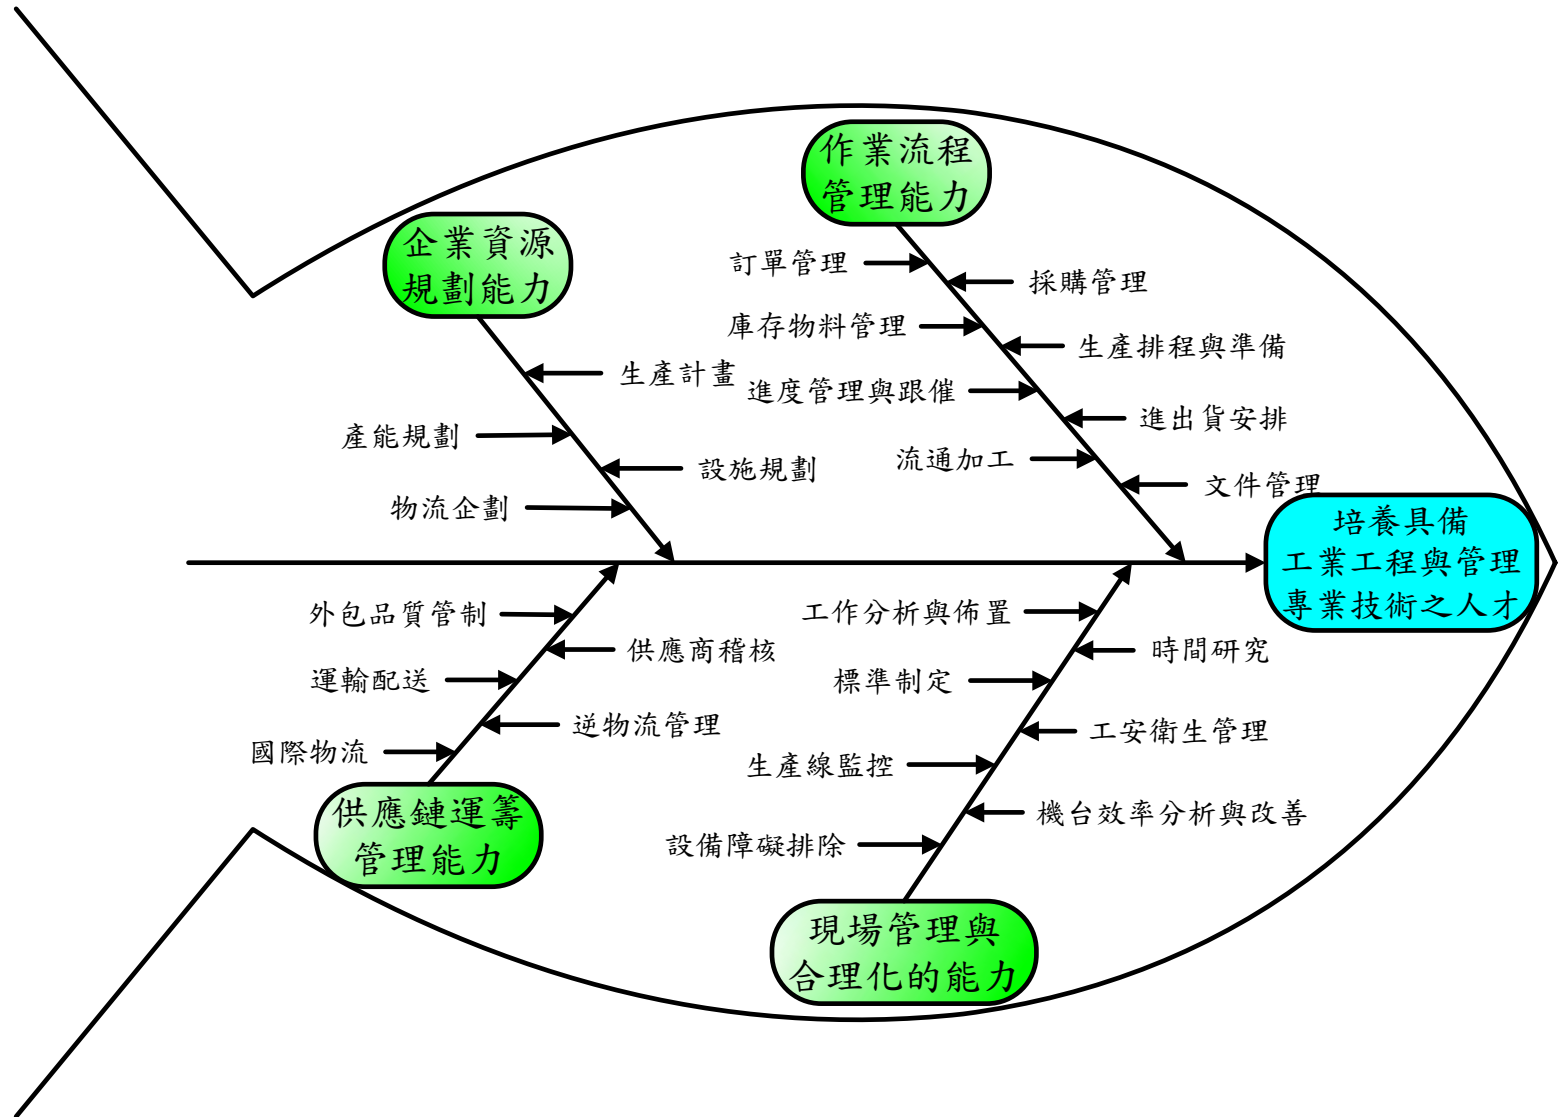 作業流程
管理能力
企業資源
規劃能力
訂單管理
採購管理
庫存物料管理
生產排程與準備
生產計畫
進度管理與跟催
進出貨安排
產能規劃
流通加工
設施規劃
文件管理
物流企劃
培養具備
工業工程與管理
專業技術之人才
外包品質管制
工作分析與佈置
供應商稽核
時間研究
運輸配送
標準制定
逆物流管理
工安衛生管理
國際物流
生產線監控
機台效率分析與改善
供應鏈運籌
管理能力
設備障礙排除
現場管理與
合理化的能力